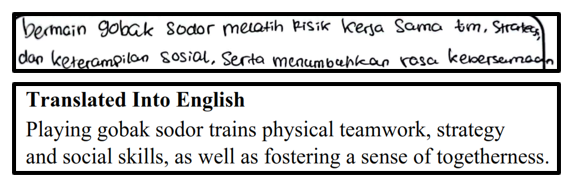 bermain gobak sodor melatih Fisik kerja sama tim, Strategi,
dan keterampilan sosial, Serta menumbuhkan rasa kebersamaan
Translated Into English
Playing gobak sodor trains physical teamwork, strategy
and social skills, as well as fostering a sense of togetherness.